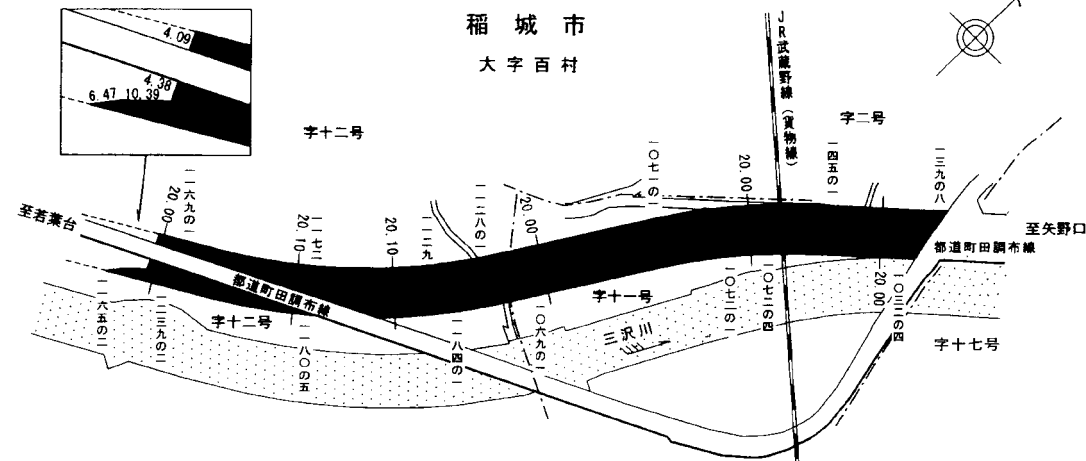 稲城市
大字百村
4.09
4.38
6.47 10.39
字十二号
JR武蔵野線（貨物線）
字二号
一一六九の一
20.00
一一七二
20.10
20.10
一一二九
一一二八の一
20.00
一〇七一の一
20.00
一四五の一
一三九の八
至若葉台
至矢野口
都道町田調布線
都道町田調布線
字十一号
一〇七二の一
一〇七二の四
20.00
一〇三二の四
字十七号
三沢川
一〇六九の一
一一八四の一
一一八〇の五
字十二号
一二三九の二
一一六五の二